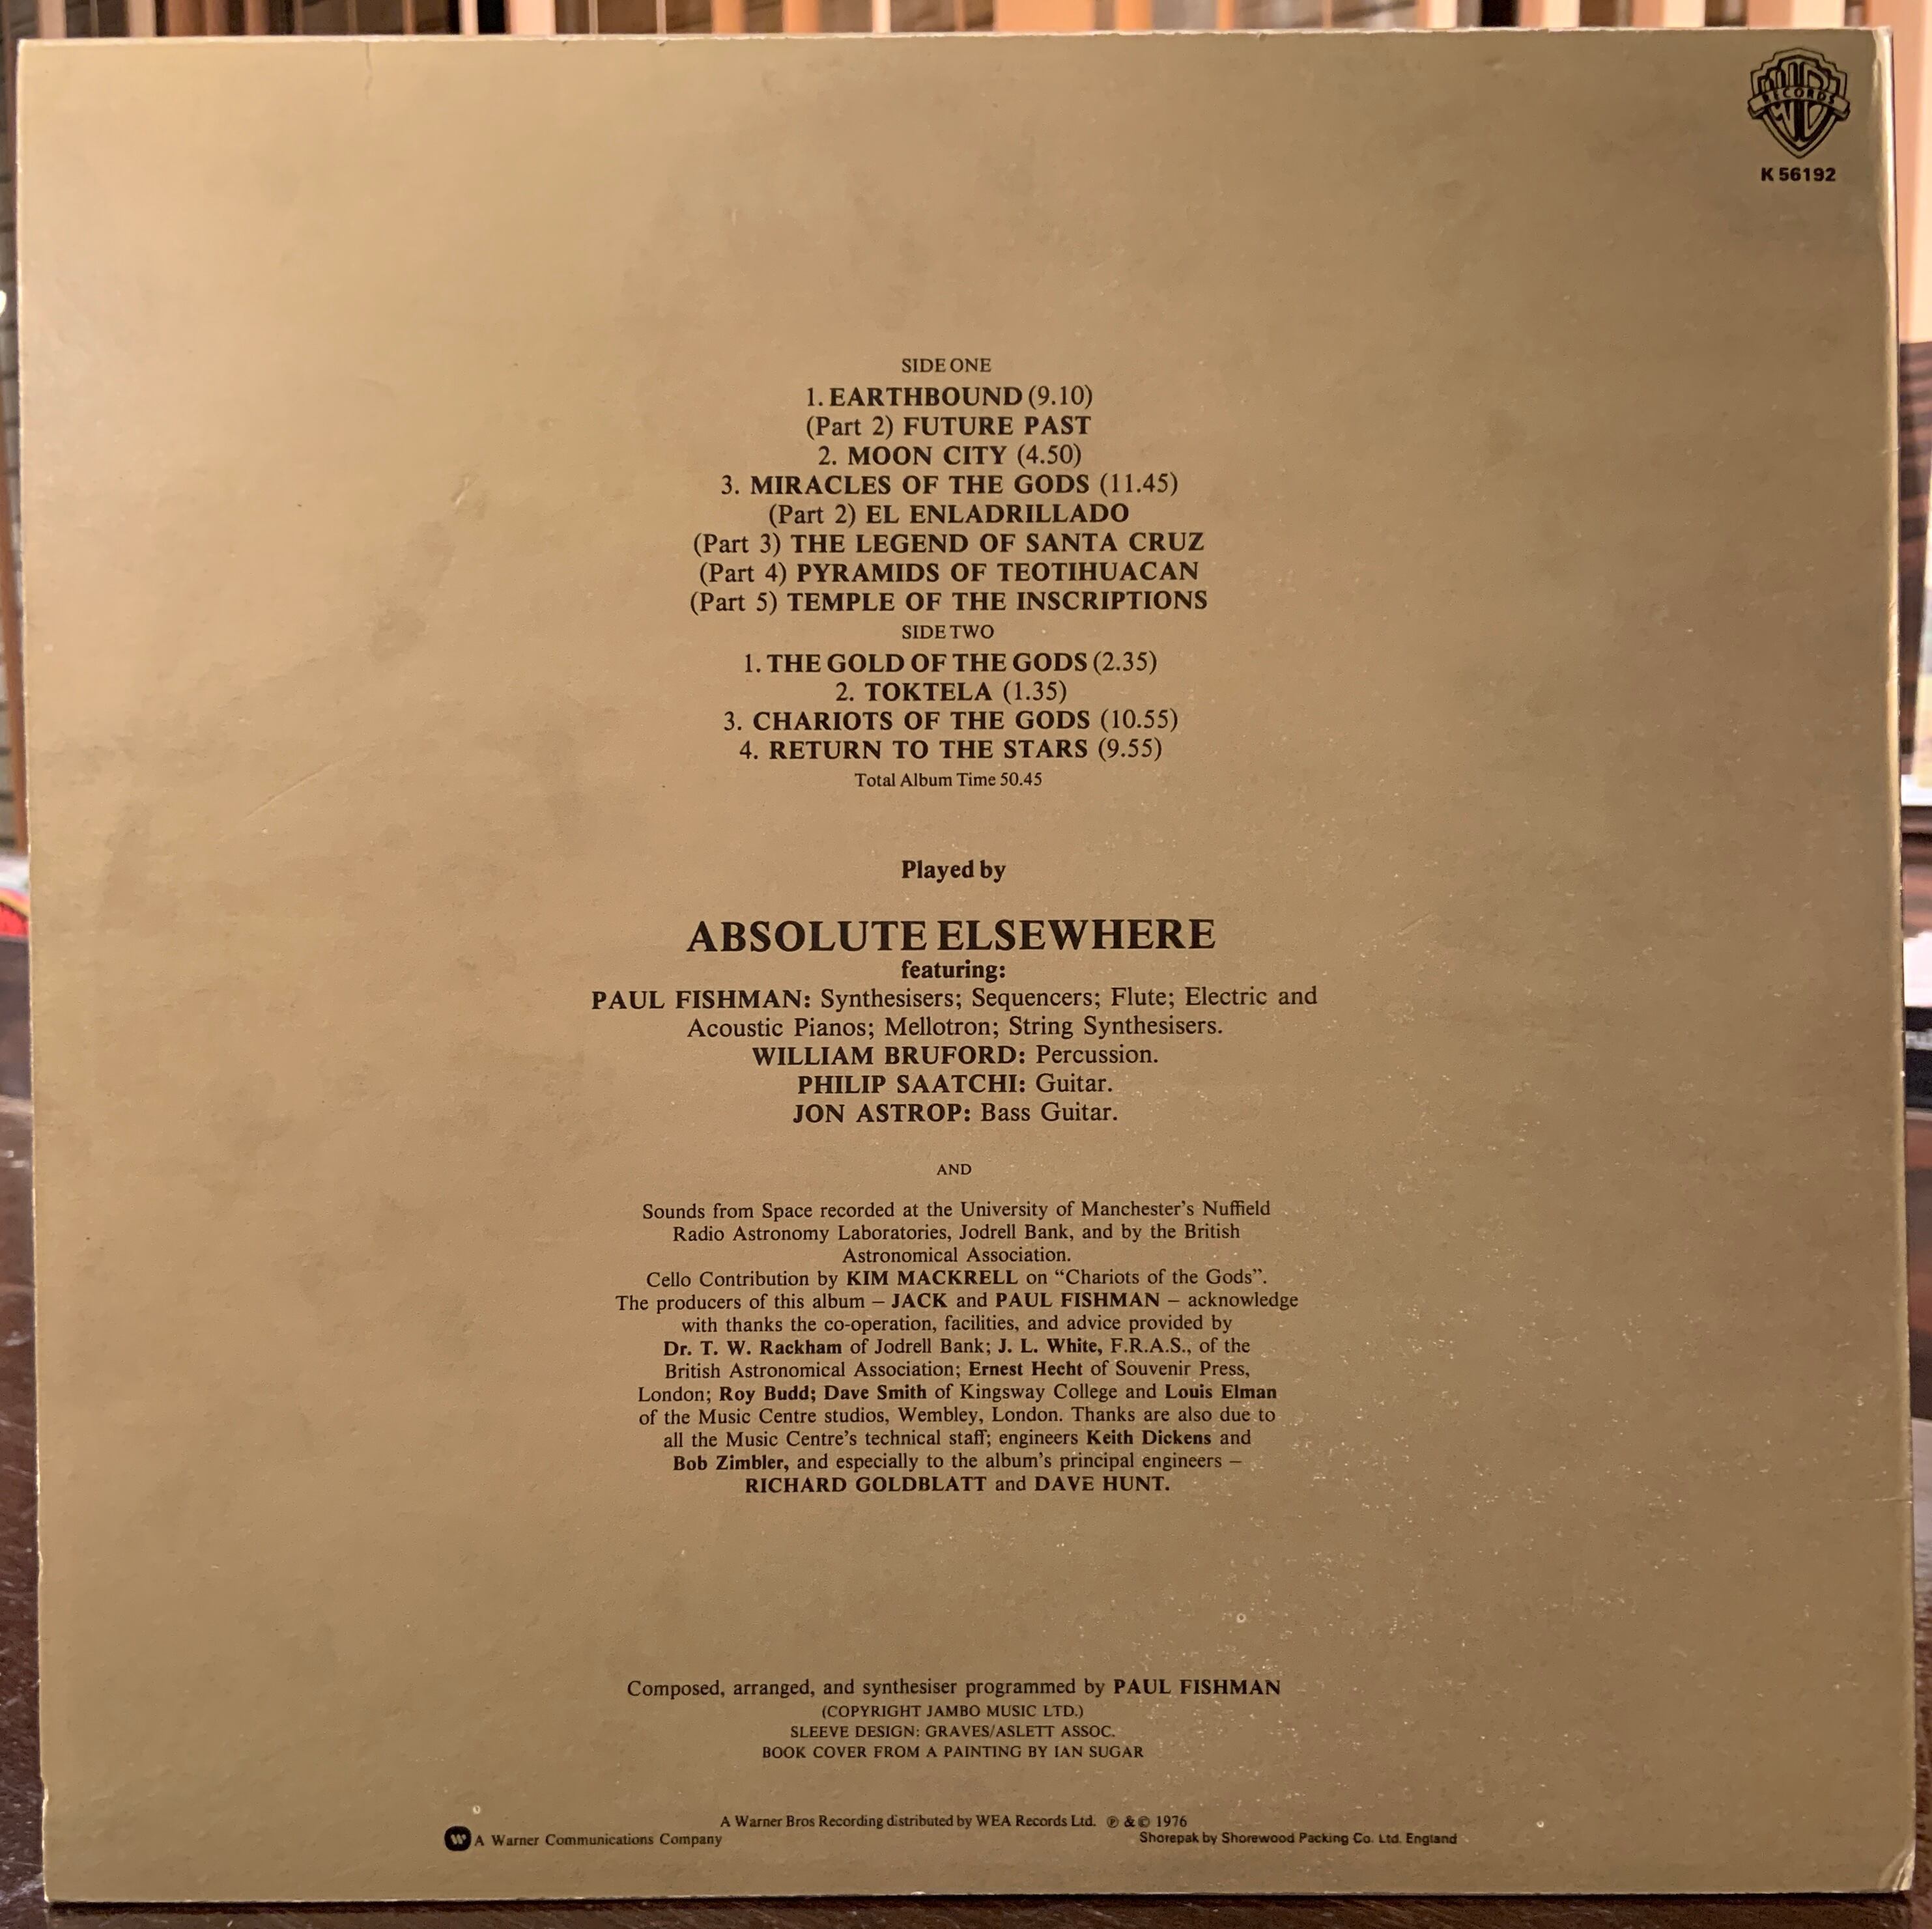 WB
RECORDS
K 56192
SIDE ONE
1. EARTHBOUND (9.10)
(Part 2) FUTURE PAST
2. MOON CITY (4.50)
3. MIRACLES OF THE GODS (11.45)
(Part 2) EL ENLADRILLADO
(Part 3) THE LEGEND OF SANTA CRUZ
(Part 4) PYRAMIDS OF TEOTIHUACAN
(Part 5) TEMPLE OF THE INSCRIPTIONS
SIDE TWO
1. THE GOLD OF THE GODS (2.35)
2. TOKTELA (1.35)
3. CHARIOTS OF THE GODS (10.55)
4. RETURN TO THE STARS (9.55)
Total Album Time 50.45
Played by
ABSOLUTE ELSEWHERE
featuring:
PAUL FISHMAN: Synthesisers; Sequencers; Flute; Electric and
Acoustic Pianos; Mellotron; String Synthesisers.
WILLIAM BRUFORD: Percussion.
PHILIP SAATCHI: Guitar.
JON ASTROP: Bass Guitar.
AND
Sounds from Space recorded at the University of Manchester's Nuffield
Radio Astronomy Laboratories, Jodrell Bank, and by the British
Astronomical Association.
Cello Contribution by KIM MACKRELL on “Chariots of the Gods”.
The producers of this album – JACK and PAUL FISHMAN – acknowledge
with thanks the co-operation, facilities, and advice provided by
Dr. T. W. Rackham of Jodrell Bank; J. L. White, F.R.A.S., of the
British Astronomical Association; Ernest Hecht of Souvenir Press,
London; Roy Budd; Dave Smith of Kingsway College and Louis Elman
of the Music Centre studios, Wembley, London. Thanks are also due to
all the Music Centre's technical staff; engineers Keith Dickens and
Bob Zimbler, and especially to the album's principal engineers –
RICHARD GOLDBLATT and DAVE HUNT.
Composed, arranged, and synthesiser programmed by PAUL FISHMAN
(COPYRIGHT JAMBO MUSIC LTD.)
SLEEVE DESIGN: GRAVES/ASLETT ASSOC.
BOOK COVER FROM A PAINTING BY IAN SUGAR
A Warner Bros Recording distributed by WEA Records Ltd. ℗ & © 1976
A Warner Communications Company
Shorepak by Shorewood Packing Co. Ltd. England